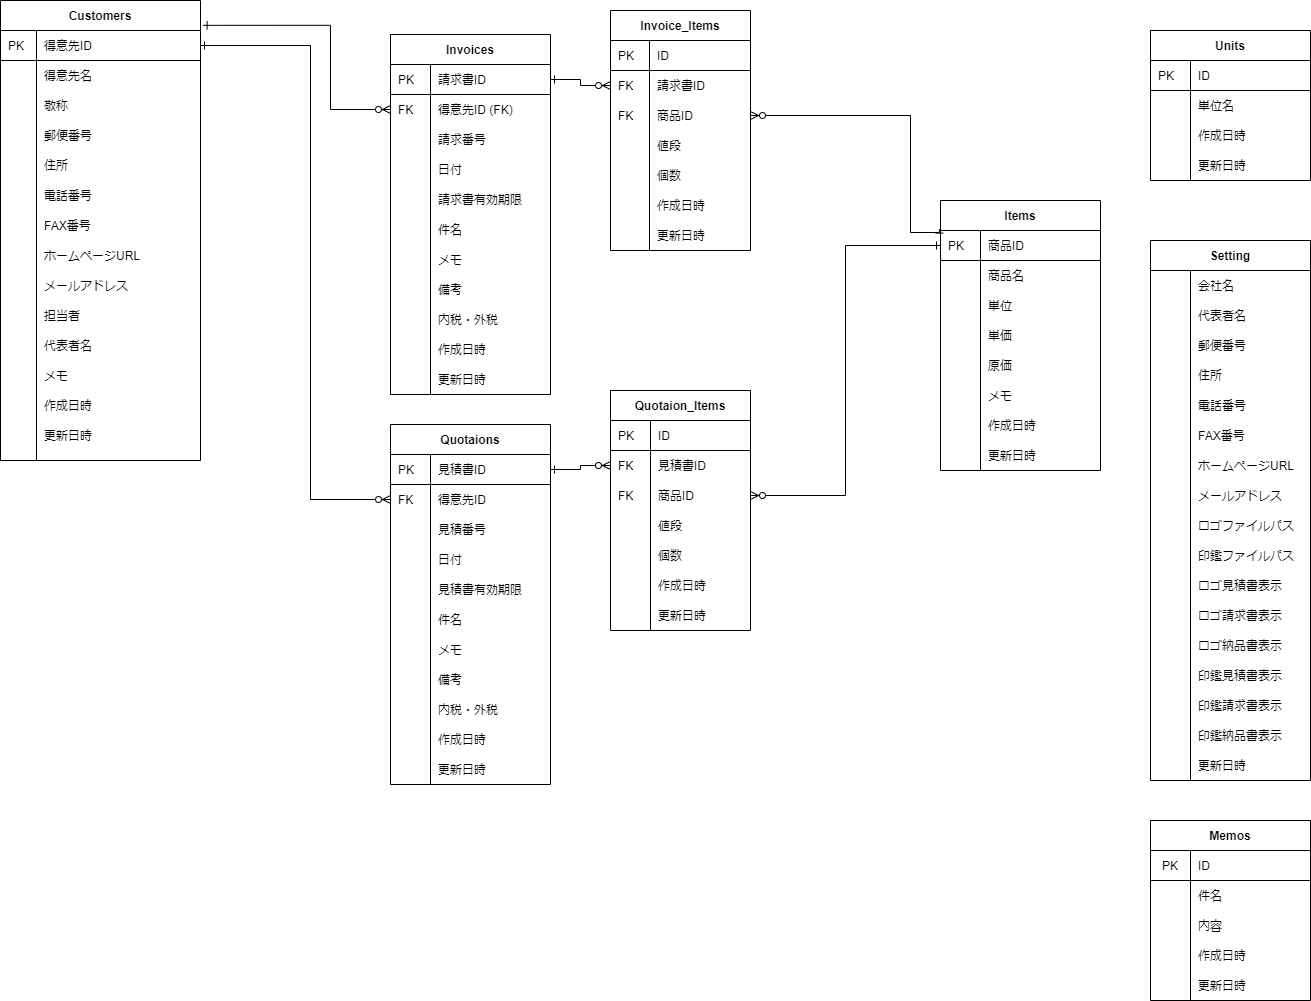 Customers
PK 得意先ID
得意先名
敬称
郵便番号
住所
電話番号
FAX番号
ホームページURL
メールアドレス
担当者
代表者名
メモ
作成日時
更新日時
Invoices
PK 請求書ID
FK 得意先ID (FK)
請求番号
日付
請求書有効期限
件名
メモ
備考
内税・外税
作成日時
更新日時
Quotaions
PK 見積書ID
FK 得意先ID
見積番号
日付
見積書有効期限
件名
メモ
備考
内税・外税
作成日時
更新日時
Invoice_Items
PK ID
FK 請求書ID
FK 商品ID
値段
個数
作成日時
更新日時
Quotaion_Items
PK ID
FK 見積書ID
FK 商品ID
値段
個数
作成日時
更新日時
Items
PK 商品ID
商品名
単位
単価
原価
メモ
作成日時
更新日時
Units
PK ID
単位名
作成日時
更新日時
Setting
会社名
代表者名
郵便番号
住所
電話番号
FAX番号
ホームページURL
メールアドレス
ロゴファイルパス
印鑑ファイルパス
ロゴ見積書表示
ロゴ請求書表示
ロゴ納品書表示
印鑑見積書表示
印鑑請求書表示
印鑑納品書表示
更新日時
Memos
PK ID
件名
内容
作成日時
更新日時